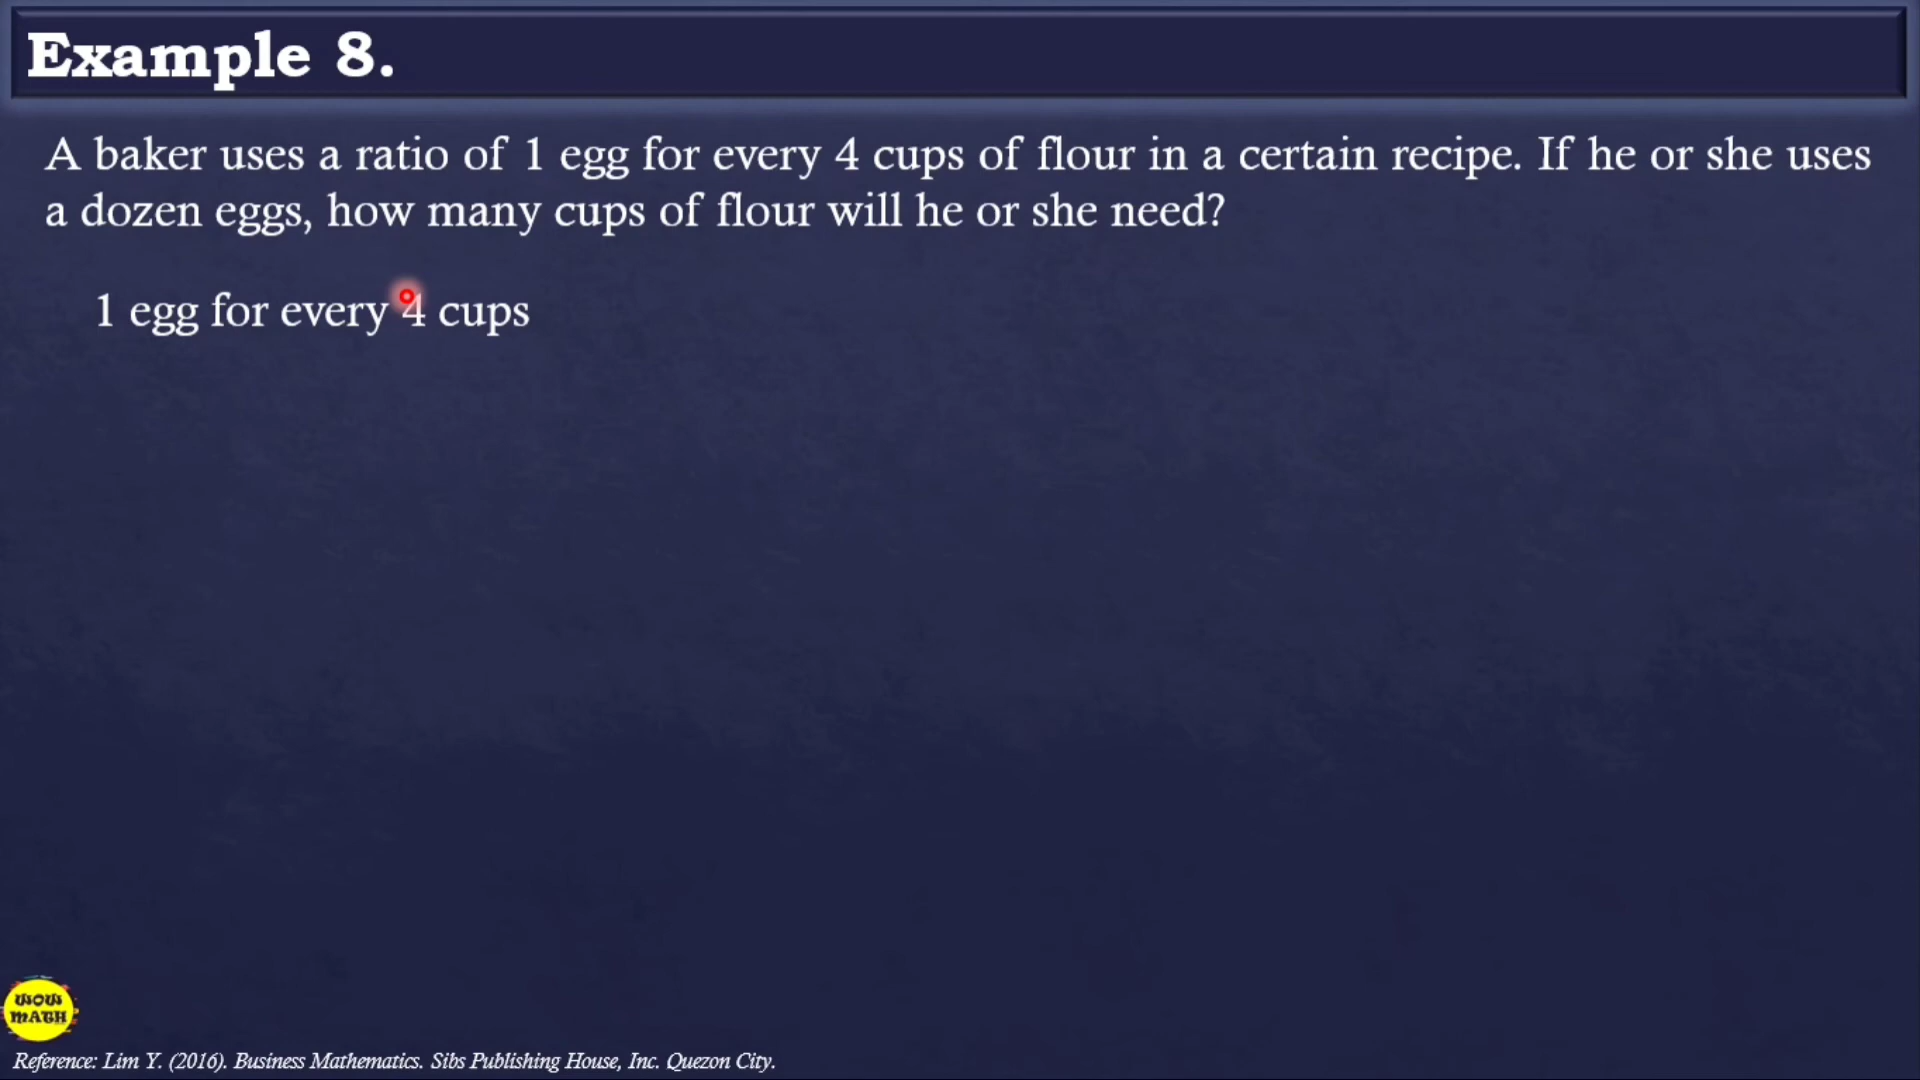 Example 8.
A baker uses a ratio of 1 egg for every 4 cups of flour in a certain recipe. If he or she uses
a dozen eggs, how many cups of flour will he or she need?
1 egg for every 4 cups
WOW
MATH
Reference: Lim Y. (2016). Business Mathematics. Sibs Publishing House, Inc. Quezon City.